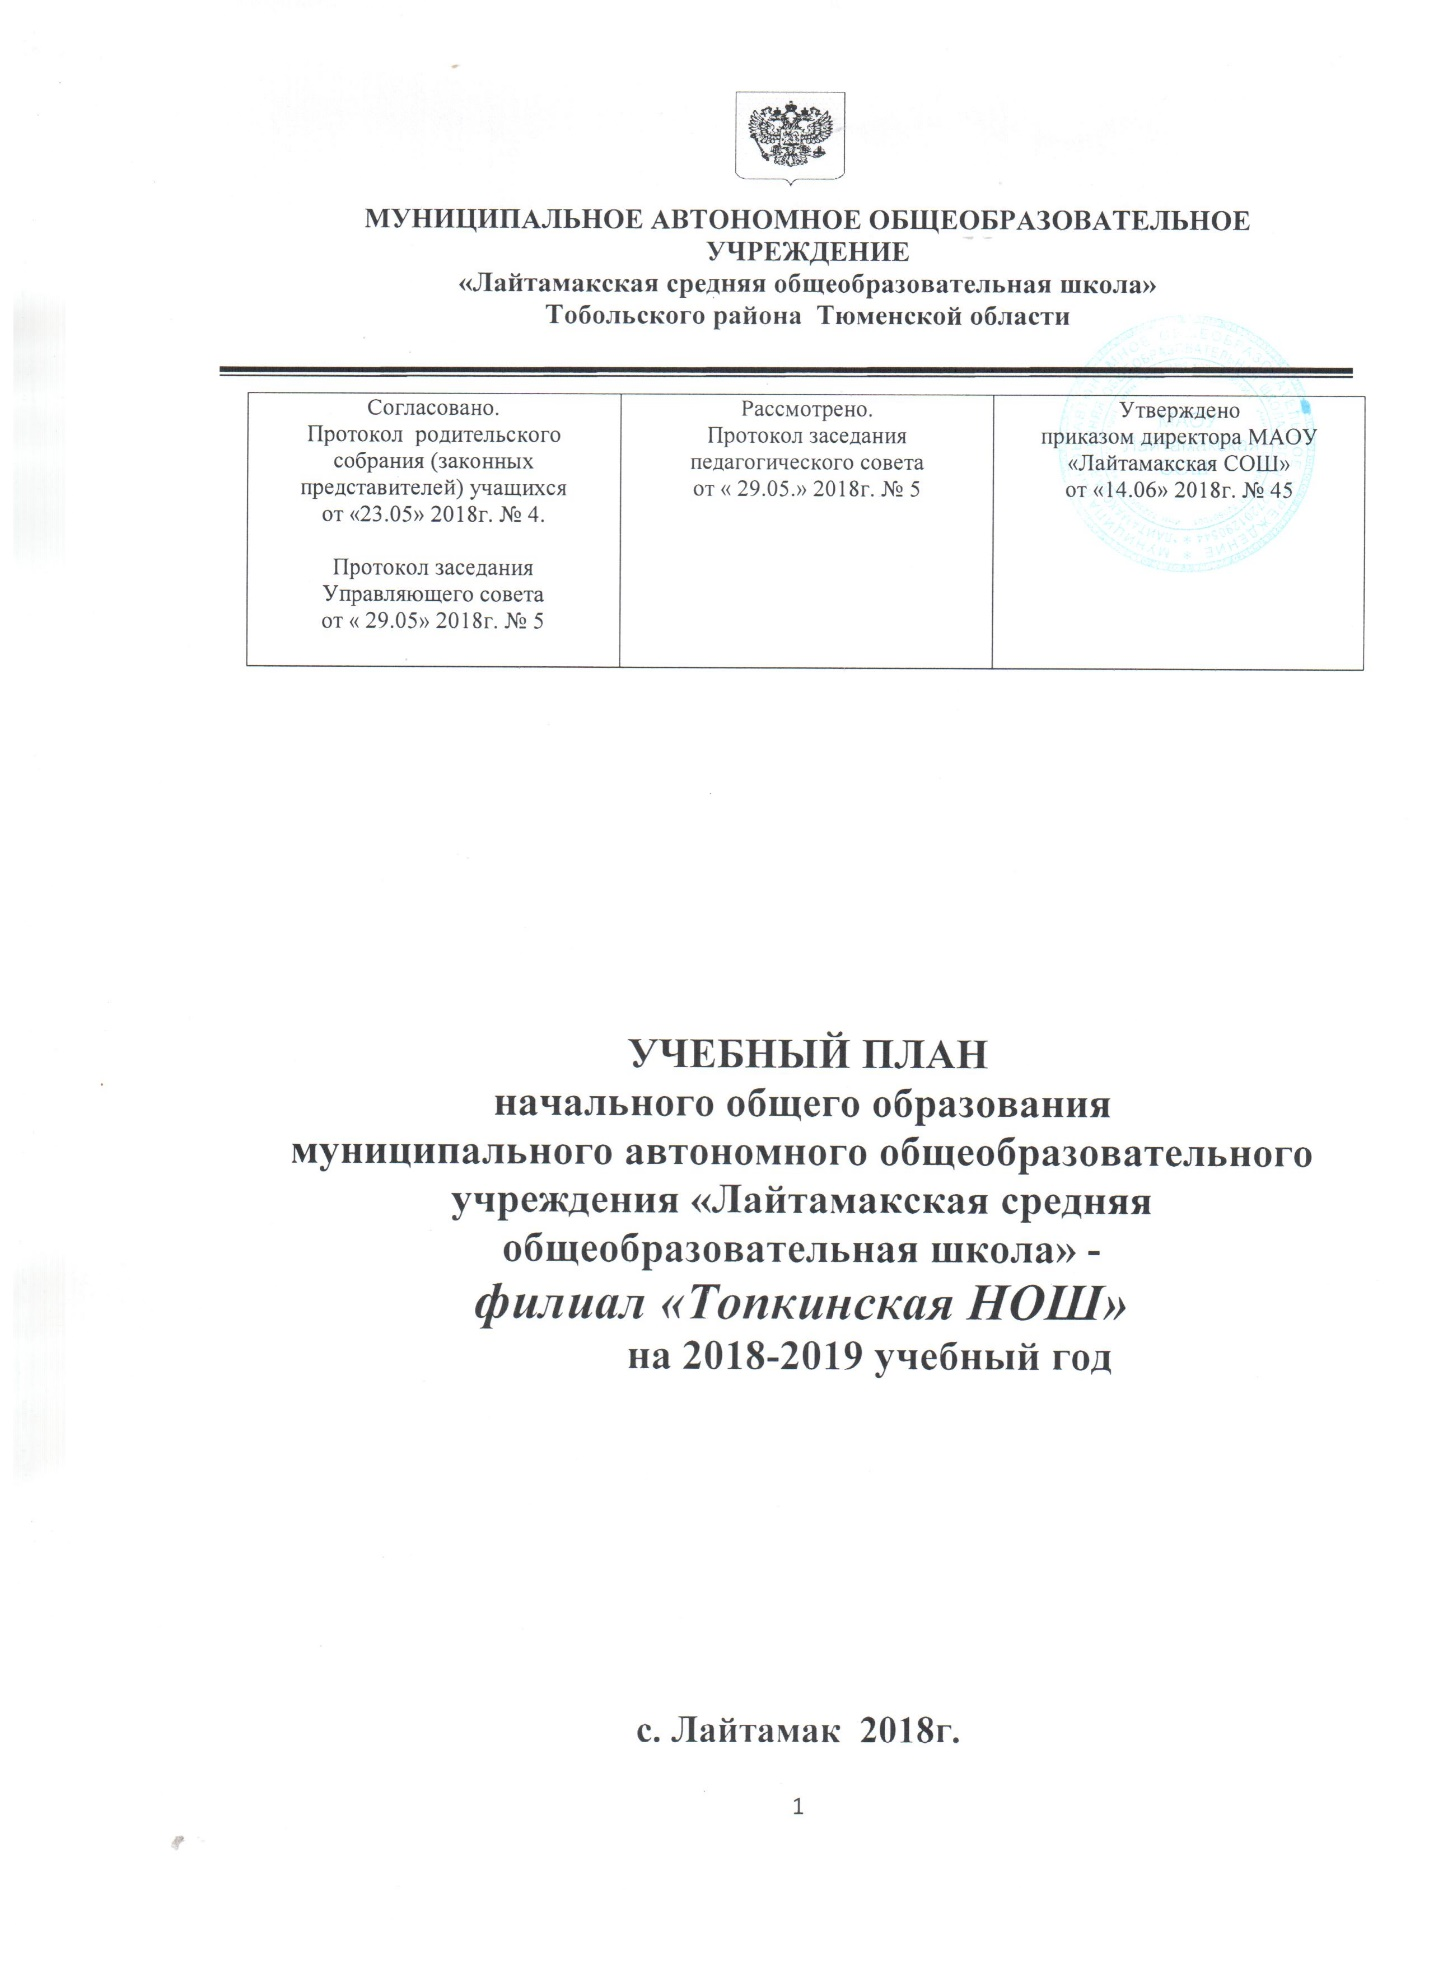 МУНИЦИПАЛЬНОЕ АВТОНОМНОЕ ОБЩЕОБРАЗОВАТЕЛЬНОЕ
УЧРЕЖДЕНИЕ
«Лайтамакская средняя общеобразовательная школа»
Тобольского района Тюменской области
Согласовано.
Протокол родительского
собрания (законных
представителей) учащихся
от «23.05» 2018г. № 4.
Протокол заседания
Управляющего совета
от « 29.05» 2018г. № 5
Рассмотрено.
Протокол заседания
педагогического совета
от « 29.05.» 2018г. № 5
Утверждено
приказом директора МАОУ
«Лайтамакская СОШ»
от «14.06» 2018г. № 45
УЧЕБНЫЙ ПЛАН
начального общего образования
муниципального автономного общеобразовательного
учреждения «Лайтамакская средняя
общеобразовательная школа» -
филиал «Топкинская НОШ»
на 2018-2019 учебный год
с. Лайтамак 2018г.
1